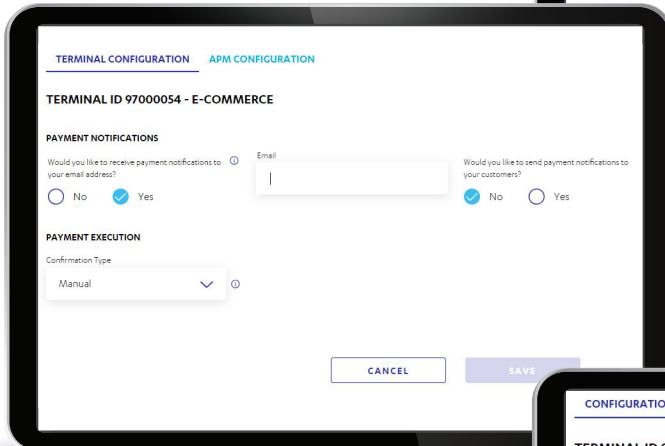 TERMINAL CONFIGURATION APM CONFIGURATION
TERMINAL ID 97000054 - E-COMMERCE
PAYMENT NOTIFICATIONS
Would you like to receive payment notifications to
your email address?
No Yes
Email
Would you like to send payment notifications to
your customers?
No Yes
PAYMENT EXECUTION
Confirmation Type
Manual
CANCEL SAVE